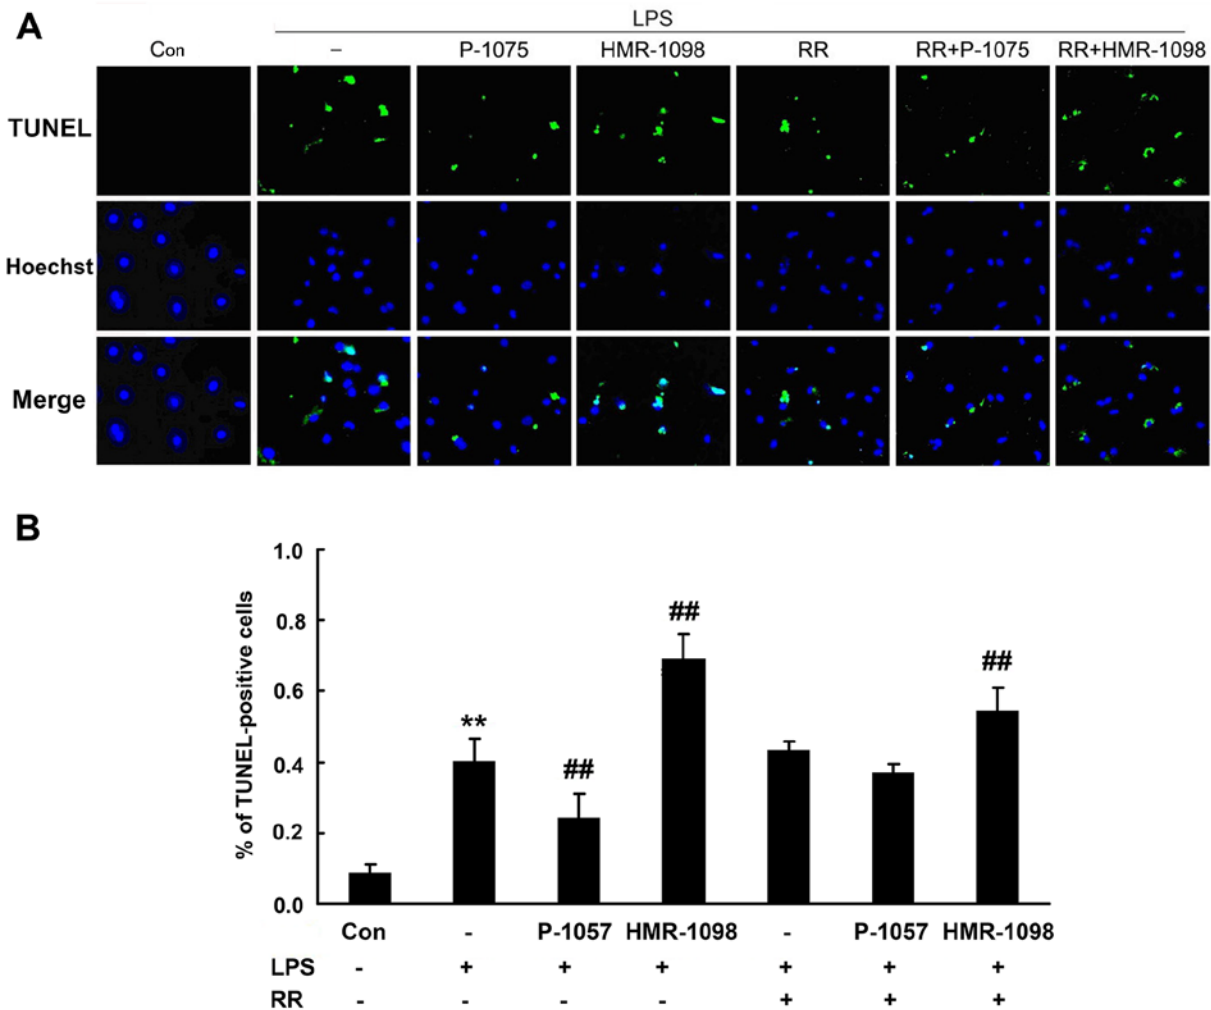 A
LPS
Con – P-1075 HMR-1098 RR RR+P-1075 RR+HMR-1098
TUNEL
Hoechst
Merge
B
% of TUNEL-positive cells
1.0
0.8
0.6
0.4
0.2
0.0
**
##
##
##
Con - P-1057 HMR-1098 - P-1057 HMR-1098
LPS - + + + + + +
RR - - - - + + +